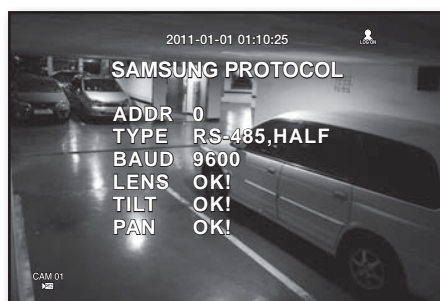 2011-01-01 01:10:25
LOG ON
SAMSUNG PROTOCOL
ADDR 0
TYPE RS-485,HALF
BAUD 9600
LENS OK!
TILT OK!
PAN OK!
CAM 01